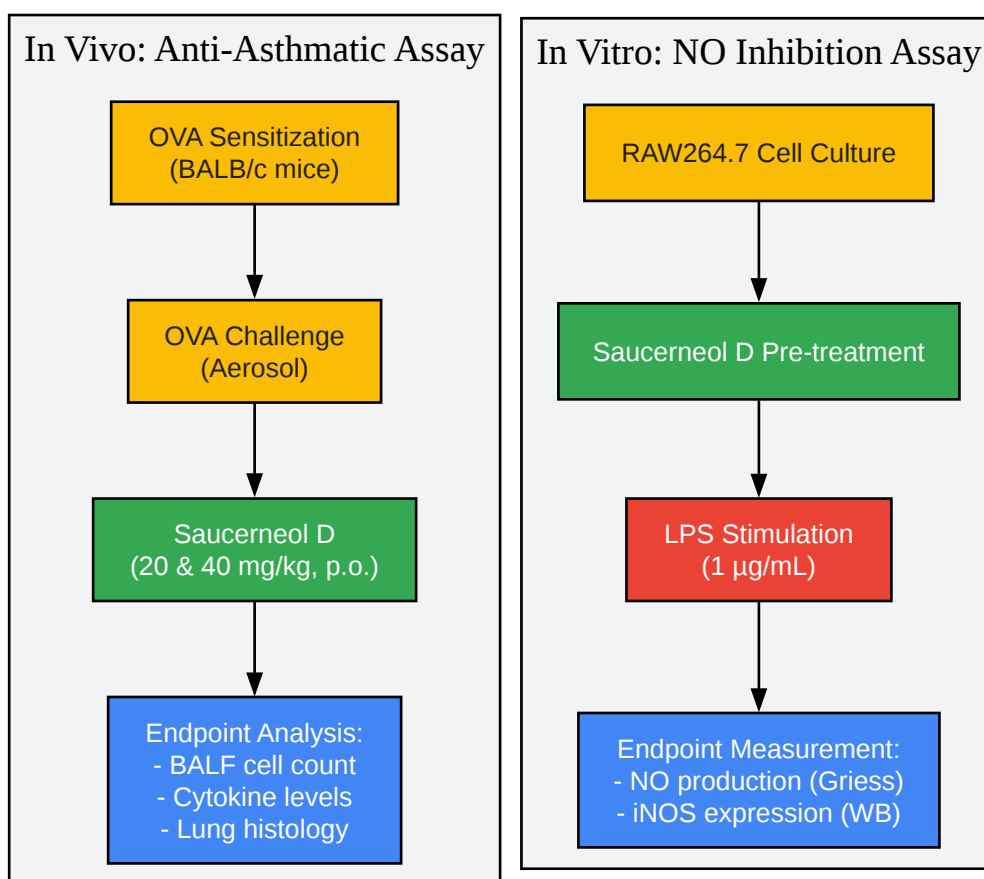 In Vivo: Anti-Asthmatic Assay
OVA Sensitization
(BALB/c mice)
OVA Challenge
(Aerosol)
Saucerneol D
(20 & 40 mg/kg, p.o.)
Endpoint Analysis:
- BALF cell count
- Cytokine levels
- Lung histology
In Vitro: NO Inhibition Assay
RAW264.7 Cell Culture
Saucerneol D Pre-treatment
LPS Stimulation
(1 µg/mL)
Endpoint Measurement:
- NO production (Griess)
- iNOS expression (WB)